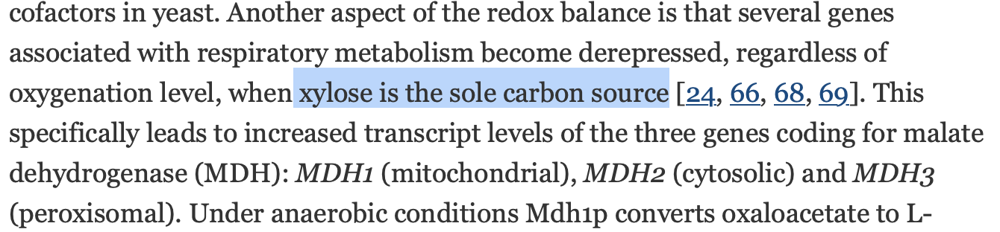 cofactors in yeast. Another aspect of the redox balance is that several genes
associated with respiratory metabolism become derepressed, regardless of
oxygenation level, when xylose is the sole carbon source [24, 66, 68, 69]. This
specifically leads to increased transcript levels of the three genes coding for malate
dehydrogenase (MDH): MDH1 (mitochondrial), MDH2 (cytosolic) and MDH3
(peroxisomal). Under anaerobic conditions Mdh1p converts oxaloacetate to L-